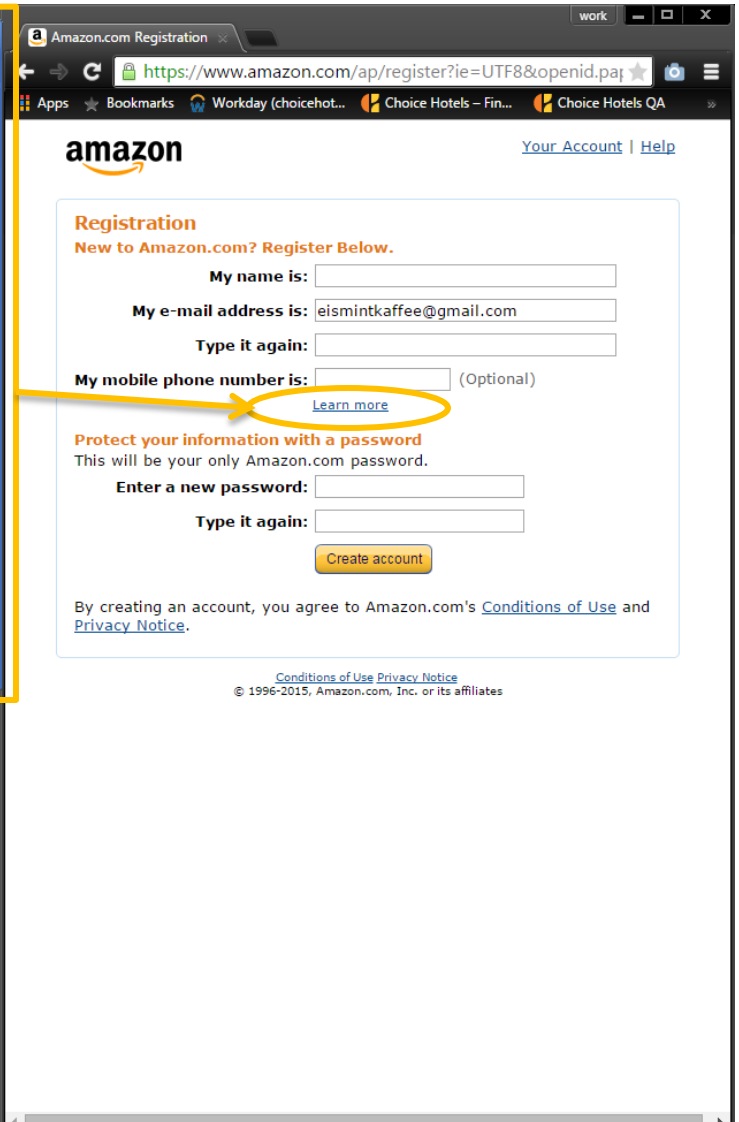 work
Amazon.com Registration
https://www.amazon.com/ap/register?ie=UTF8&openid.pap
Apps Bookmarks Workday (choicehot... Choice Hotels – Fin... Choice Hotels QA »
amazon Your Account | Help
Registration
New to Amazon.com? Register Below.
My name is:
My e-mail address is: eismintkaffee@gmail.com
Type it again:
My mobile phone number is: (Optional)
Learn more
Protect your information with a password
This will be your only Amazon.com password.
Enter a new password:
Type it again:
Create account
By creating an account, you agree to Amazon.com's Conditions of Use and
Privacy Notice.
Conditions of Use Privacy Notice
© 1996-2015, Amazon.com, Inc. or its affiliates